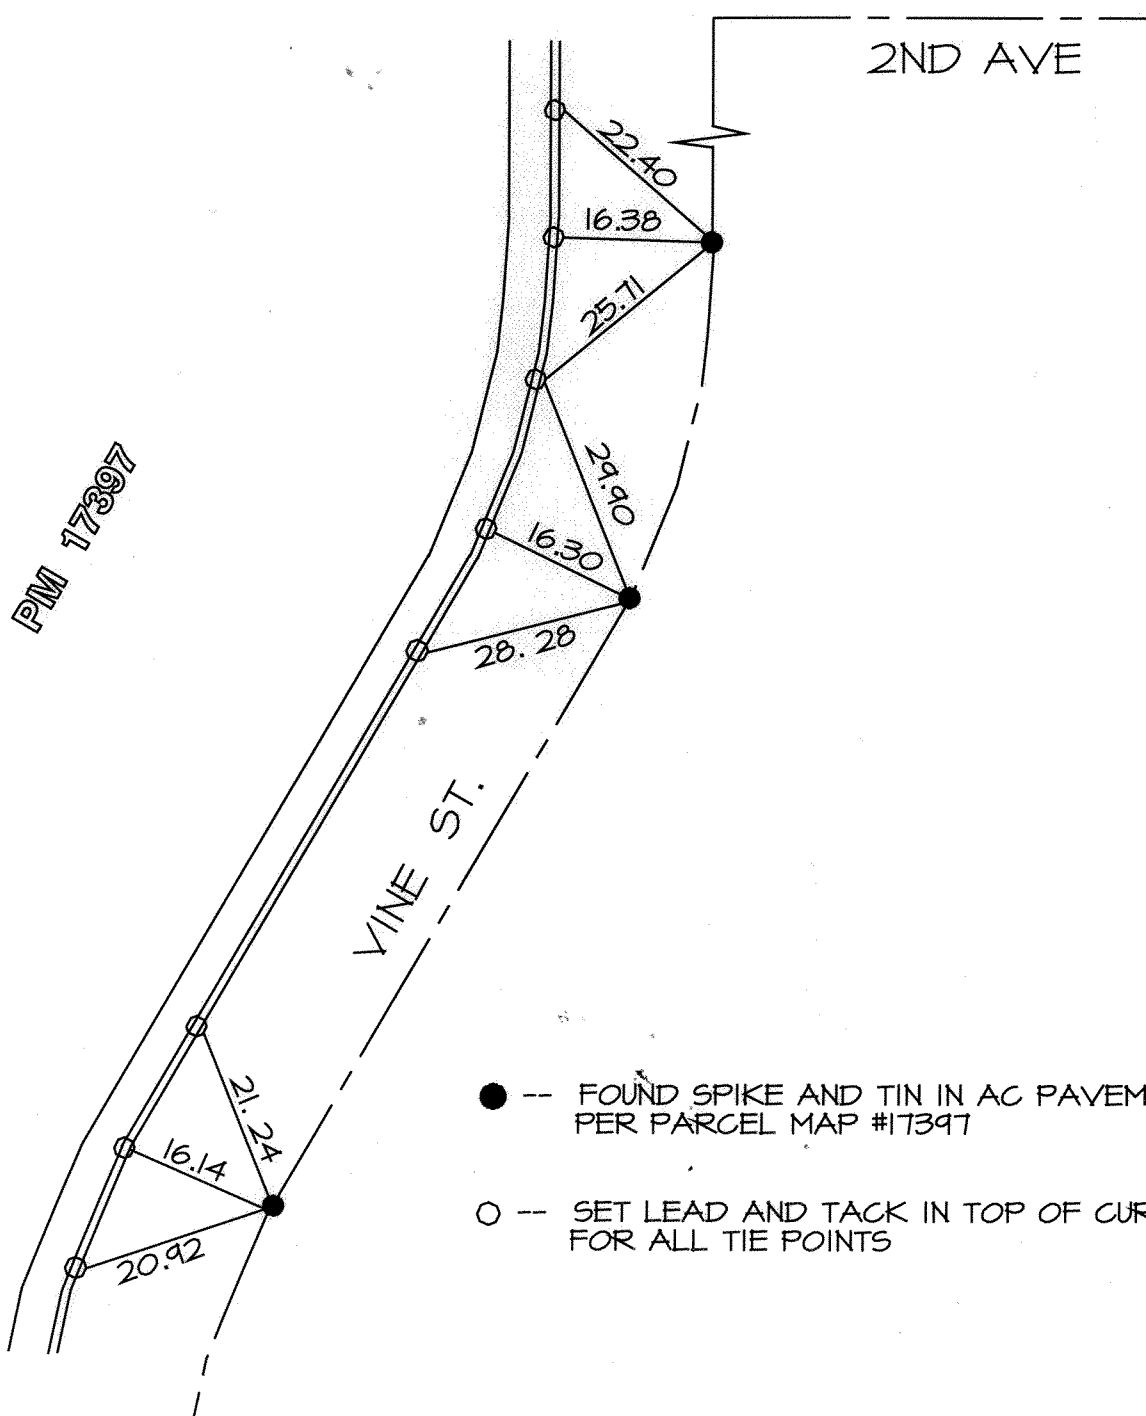 2ND AVE
22.40
16.38
25.71
PM 17397
29.90
16.30
28. 28
VINE ST.
21. 24
16.14
20.92
-- FOUND SPIKE AND TIN IN AC PAVEM
PER PARCEL MAP #17397
-- SET LEAD AND TACK IN TOP OF CUR
FOR ALL TIE POINTS